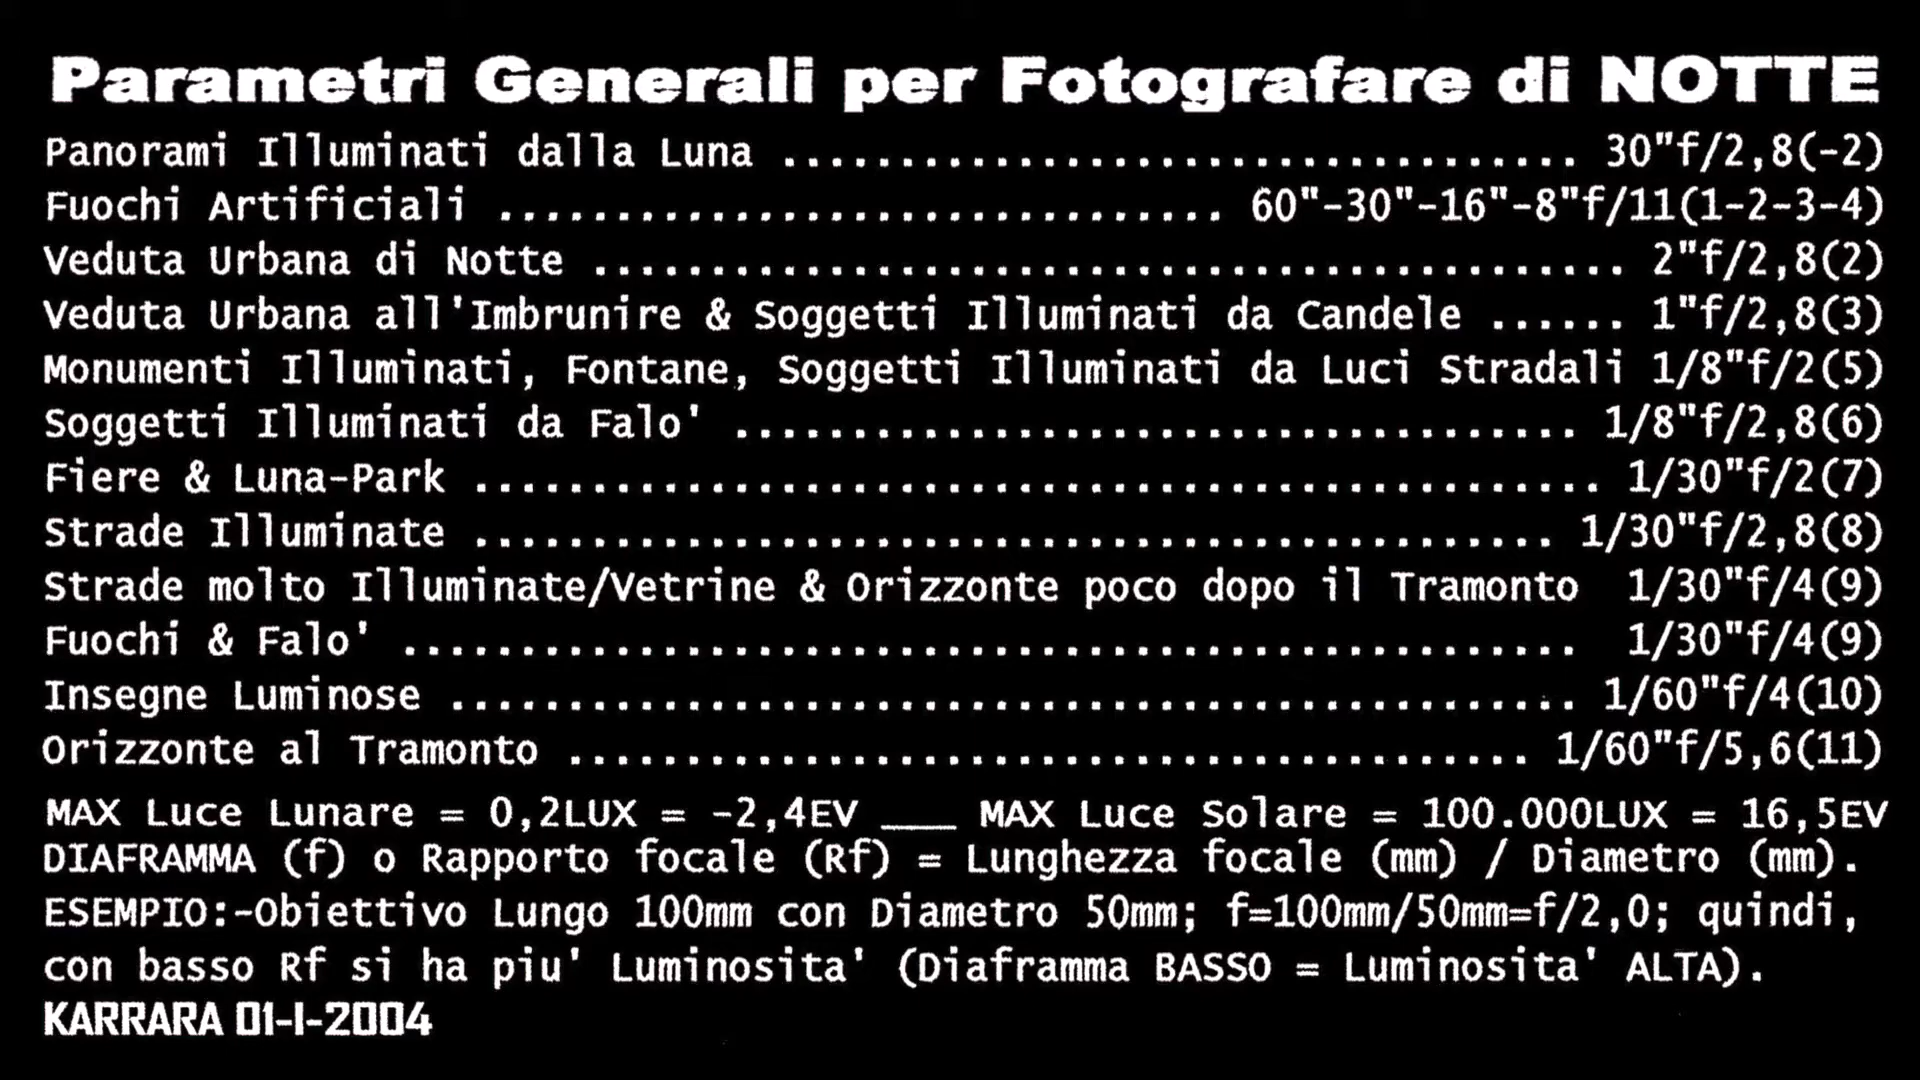 Parametri Generali per Fotografare di NOTTE
Panorami Illuminati dalla Luna .................................. 30"f/2,8(-2)
Fuochi Artificiali ............................... 60"-30"-16"-8"f/11(1-2-3-4)
Veduta Urbana di Notte ............................................ 2"f/2,8(2)
Veduta Urbana all'Imbrunire & Soggetti Illuminati da Candele ...... 1"f/2,8(3)
Monumenti Illuminati, Fontane, Soggetti Illuminati da Luci Stradali 1/8"f/2(5)
Soggetti Illuminati da Falo' .................................... 1/8"f/2,8(6)
Fiere & Luna-Park ................................................ 1/30"f/2(7)
Strade Illuminate .............................................. 1/30"f/2,8(8)
Strade molto Illuminate/Vetrine & Orizzonte poco dopo il Tramonto 1/30"f/4(9)
Fuochi & Falo' .................................................. 1/30"f/4(9)
Insegne Luminose ................................................ 1/60"f/4(10)
Orizzonte al Tramonto ......................................... 1/60"f/5,6(11)
MAX Luce Lunare = 0,2LUX = -2,4EV ___ MAX Luce Solare = 100.000LUX = 16,5EV
DIAFRAMMA (f) o Rapporto focale (Rf) = Lunghezza focale (mm) / Diametro (mm).
ESEMPIO:-Obiettivo Lungo 100mm con Diametro 50mm; f=100mm/50mm=f/2,0; quindi,
con basso Rf si ha piu' Luminosita' (Diaframma BASSO = Luminosita' ALTA).
KARRARA 01-I-2004